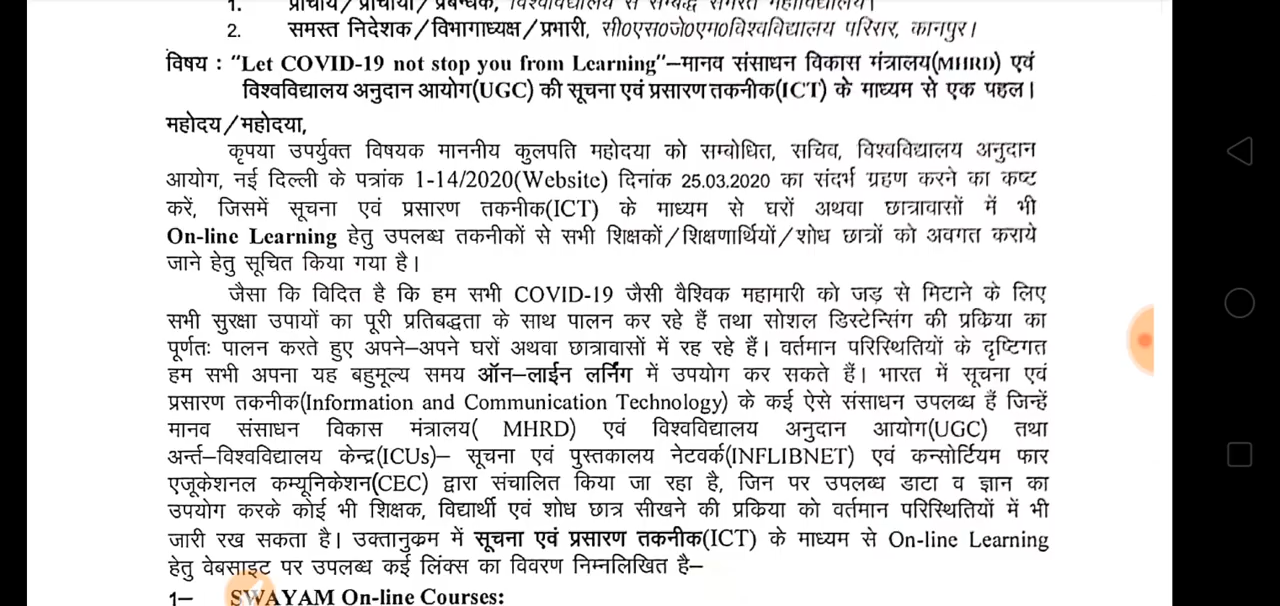 1. प्राचार्य/प्राचार्या/प्रबन्धक, विश्वविद्यालय से सम्बद्ध समस्त महाविद्यालय।
2. समस्त निदेशक/विभागाध्यक्ष/प्रभारी, सी0एस0जे0एम0विश्वविद्यालय परिसर, कानपुर।
विषय : "Let COVID-19 not stop you from Learning"–मानव संसाधन विकास मंत्रालय(MHRD) एवं
विश्वविद्यालय अनुदान आयोग(UGC) की सूचना एवं प्रसारण तकनीक(ICT) के माध्यम से एक पहल।
महोदय/महोदया,
कृपया उपर्युक्त विषयक माननीय कुलपति महोदया को सम्बोधित, सचिव, विश्वविद्यालय अनुदान
आयोग, नई दिल्ली के पत्रांक 1-14/2020(Website) दिनांक 25.03.2020 का संदर्भ ग्रहण करने का कष्ट
करें, जिसमें सूचना एवं प्रसारण तकनीक(ICT) के माध्यम से घरों अथवा छात्रावासों में भी
On-line Learning हेतु उपलब्ध तकनीकों से सभी शिक्षकों/शिक्षणार्थियों/शोध छात्रों को अवगत कराये
जाने हेतु सूचित किया गया है।
जैसा कि विदित है कि हम सभी COVID-19 जैसी वैश्विक महामारी को जड़ से मिटाने के लिए
सभी सुरक्षा उपायों का पूरी प्रतिबद्धता के साथ पालन कर रहे हैं तथा सोशल डिस्टेन्सिंग की प्रकिया का
पूर्णतः पालन करते हुए अपने–अपने घरों अथवा छात्रावासों में रह रहे हैं। वर्तमान परिस्थितियों के दृष्टिगत
हम सभी अपना यह बहुमूल्य समय ऑन–लाईन लर्निंग में उपयोग कर सकते हैं। भारत में सूचना एवं
प्रसारण तकनीक(Information and Communication Technology) के कई ऐसे संसाधन उपलब्ध हैं जिन्हें
मानव संसाधन विकास मंत्रालय( MHRD) एवं विश्वविद्यालय अनुदान आयोग(UGC) तथा
अर्न्त–विश्वविद्यालय केन्द्र(ICUs)– सूचना एवं पुस्तकालय नेटवर्क(INFLIBNET) एवं कन्सोर्टियम फार
एजूकेशनल कम्यूनिकेशन(CEC) द्वारा संचालित किया जा रहा है, जिन पर उपलब्ध डाटा व ज्ञान का
उपयोग करके कोई भी शिक्षक, विद्यार्थी एवं शोध छात्र सीखने की प्रकिया को वर्तमान परिस्थितियों में भी
जारी रख सकता है। उक्तानुक्रम में सूचना एवं प्रसारण तकनीक(ICT) के माध्यम से On-line Learning
हेतु वेबसाइट पर उपलब्ध कई लिंक्स का विवरण निम्नलिखित है–
1– SWAYAM On-line Courses: